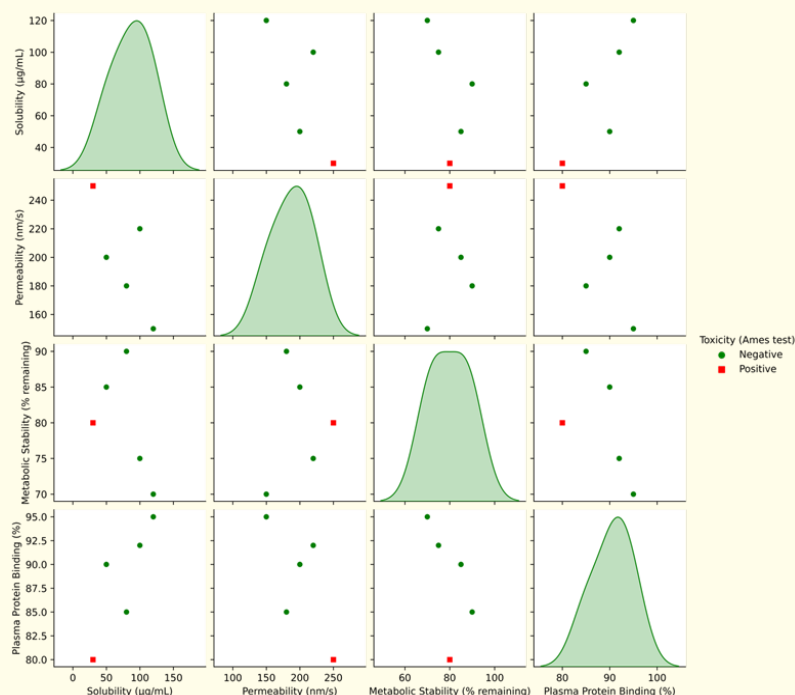 120
100
80
60
40
Solubility (µg/mL)
240
220
200
180
160
Permeability (nm/s)
Toxicity (Ames test)
Negative
Positive
90
85
80
75
70
Metabolic Stability (% remaining)
95.0
92.5
90.0
87.5
85.0
82.5
80.0
Plasma Protein Binding (%)
0 50 100 150
100 150 200 250
60 80 100
80 90 100
Solubility (µg/mL) Permeability (nm/s) Metabolic Stability (% remaining) Plasma Protein Binding (%)